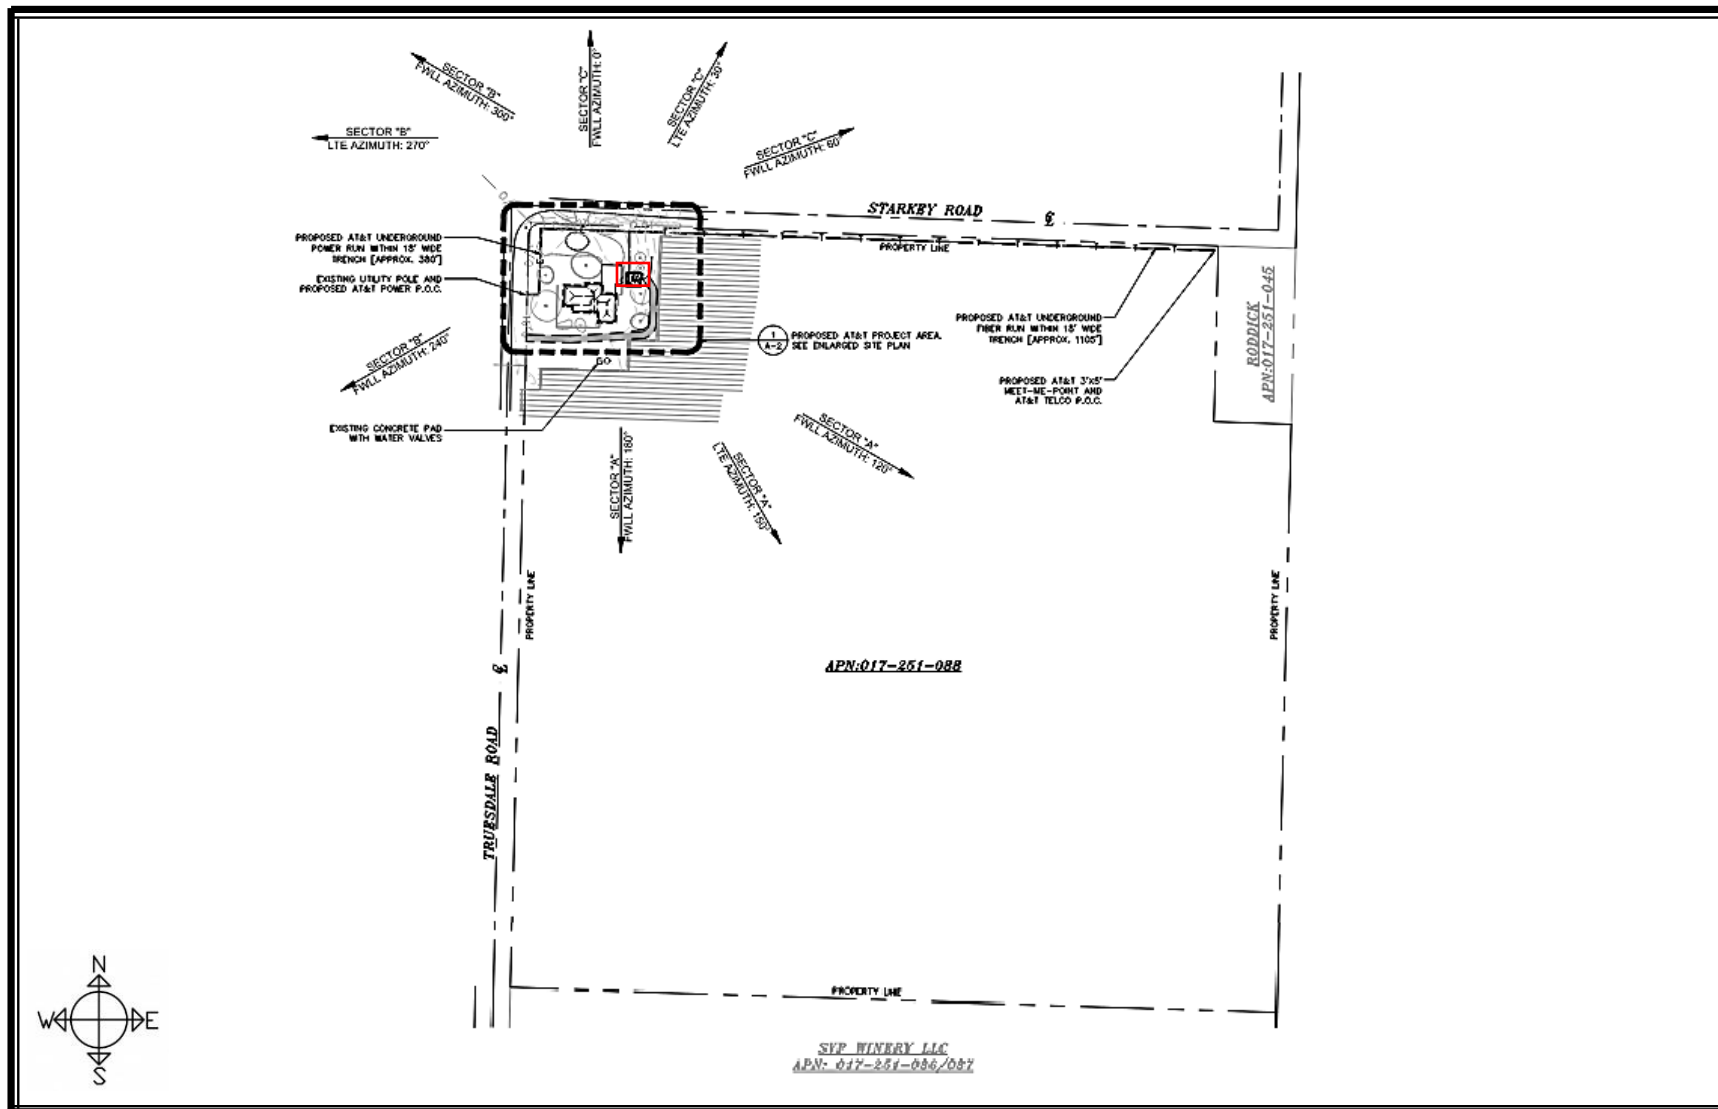 SECTOR "B"
FWLL AZIMUTH: 300°
SECTOR "C"
FWLL AZIMUTH: 0°
SECTOR "C"
LTE AZIMUTH: 30°
SECTOR "B"
LTE AZIMUTH: 270°
SECTOR "C"
FWLL AZIMUTH: 60°
STARKEY ROAD
PROPERTY LINE
PROPOSED AT&T UNDERGROUND
POWER RUN WITHIN 18" WIDE
TRENCH [APPROX. 380']
EXISTING UTILITY POLE AND
PROPOSED AT&T POWER P.O.C.
SECTOR "B"
FWLL AZIMUTH: 240°
1
A-2
PROPOSED AT&T PROJECT AREA.
SEE ENLARGED SITE PLAN
PROPOSED AT&T UNDERGROUND
FIBER RUN WITHIN 18" WIDE
TRENCH [APPROX. 1105']
RODDICK
APN:017-251-045
PROPOSED AT&T 3'X5'
MEET-ME-POINT AND
AT&T TELCO P.O.C.
EXISTING CONCRETE PAD
WITH WATER VALVES
SECTOR "A"
FWLL AZIMUTH: 180°
SECTOR "A"
LTE AZIMUTH: 150°
SECTOR "A"
FWLL AZIMUTH: 120°
PROPERTY LINE
PROPERTY LINE
APN:017-251-088
TRUESDALE ROAD
PROPERTY LINE
N
W
E
S
SVP WINERY LLC
APN: 017-251-086/087